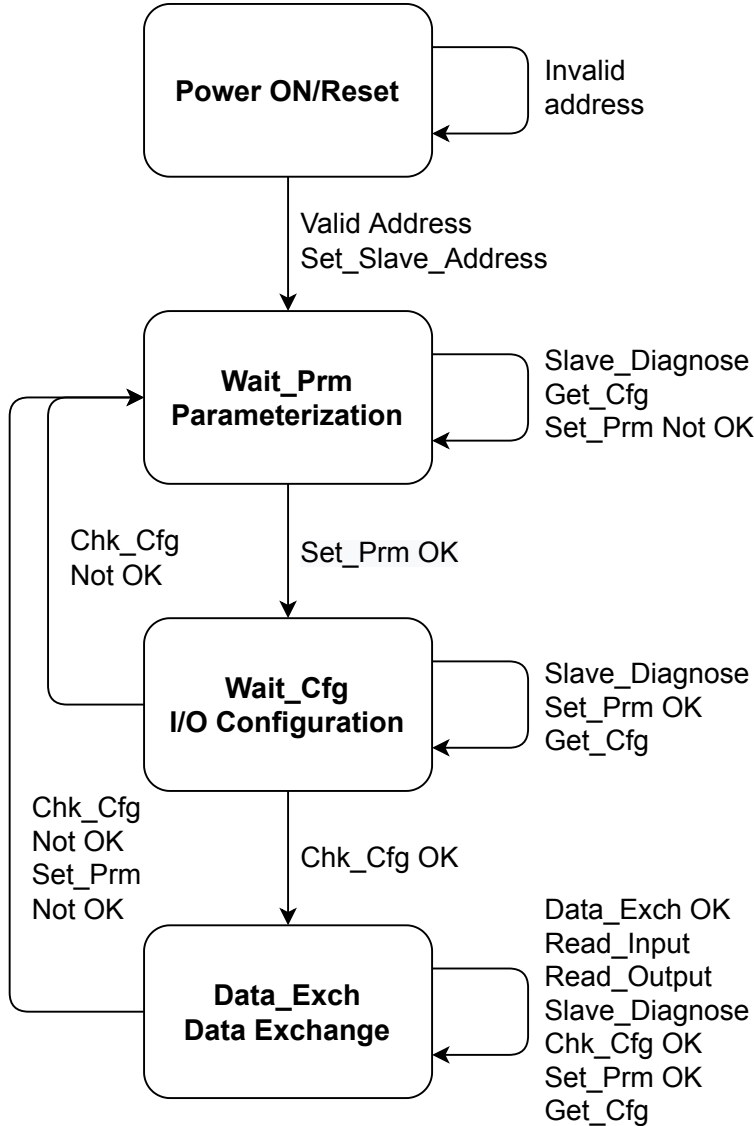 Power ON/Reset
Invalid
address
Valid Address
Set_Slave_Address
Wait_Prm
Parameterization
Slave_Diagnose
Get_Cfg
Set_Prm Not OK
Chk_Cfg
Not OK
Set_Prm OK
Wait_Cfg
I/O Configuration
Slave_Diagnose
Set_Prm OK
Get_Cfg
Chk_Cfg
Not OK
Set_Prm
Not OK
Chk_Cfg OK
Data_Exch
Data Exchange
Data_Exch OK
Read_Input
Read_Output
Slave_Diagnose
Chk_Cfg OK
Set_Prm OK
Get_Cfg